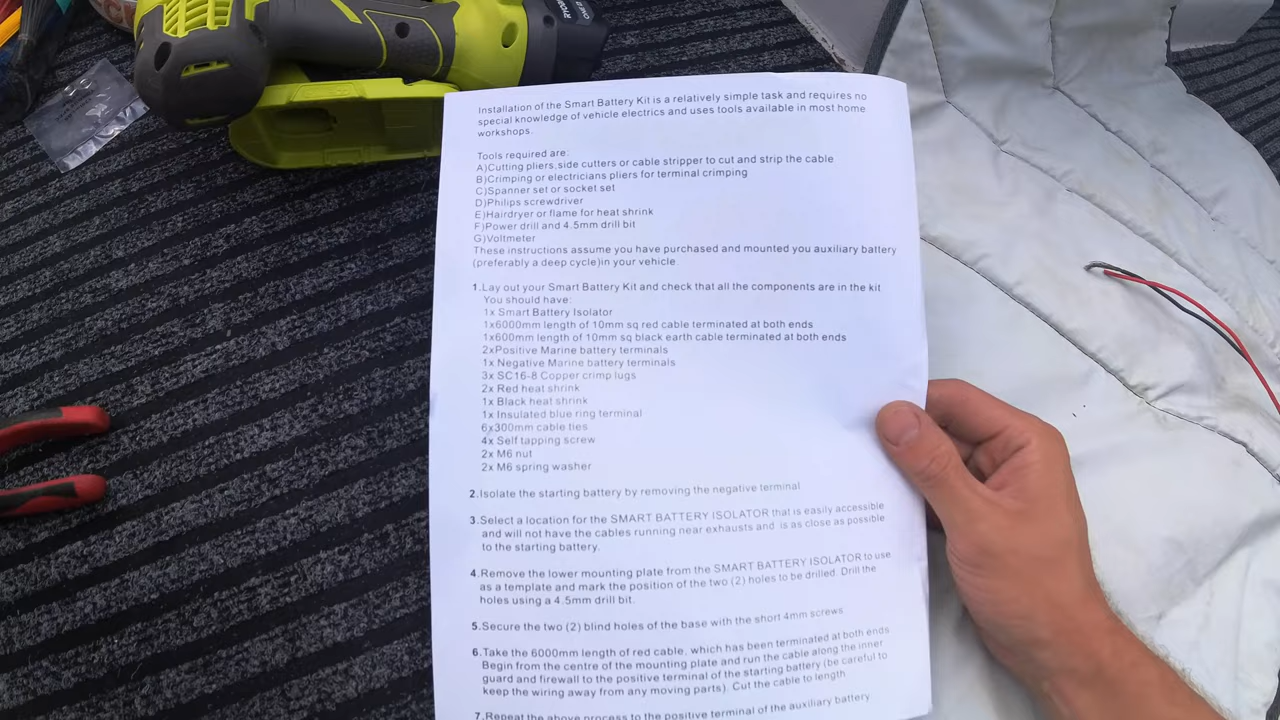 RYOBI
ONE+
Installation of the Smart Battery Kit is a relatively simple task and requires no
special knowledge of vehicle electrics and uses tools available in most home
workshops.
Tools required are:
A)Cutting pliers,side cutters or cable stripper to cut and strip the cable
B)Crimping or electricians pliers for terminal crimping
C)Spanner set or socket set
D)Philips screwdriver
E)Hairdryer or flame for heat shrink
F)Power drill and 4.5mm drill bit
G)Voltmeter
These instructions assume you have purchased and mounted you auxiliary battery
(preferably a deep cycle)in your vehicle.
1.Lay out your Smart Battery Kit and check that all the components are in the kit
You should have:
1x Smart Battery Isolator
1x6000mm length of 10mm sq red cable terminated at both ends
1x600mm length of 10mm sq black earth cable terminated at both ends
2xPositive Marine battery terminals
1x Negative Marine battery terminals
3x SC16-8 Copper crimp lugs
2x Red heat shrink
1x Black heat shrink
1x Insulated blue ring terminal
6x300mm cable ties
4x Self tapping screw
2x M6 nut
2x M6 spring washer
2.Isolate the starting battery by removing the negative terminal
3.Select a location for the SMART BATTERY ISOLATOR that is easily accessible
and will not have the cables running near exhausts and is as close as possible
to the starting battery.
4.Remove the lower mounting plate from the SMART BATTERY ISOLATOR to use
as a template and mark the position of the two (2) holes to be drilled. Drill the
holes using a 4.5mm drill bit.
5.Secure the two (2) blind holes of the base with the short 4mm screws
6.Take the 6000mm length of red cable, which has been terminated at both ends
Begin from the centre of the mounting plate and run the cable along the inner
guard and firewall to the positive terminal of the starting battery (be careful to
keep the wiring away from any moving parts). Cut the cable to length
7.Repeat the above process to the positive terminal of the auxiliary battery